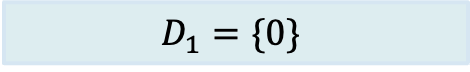 D₁ = {0}